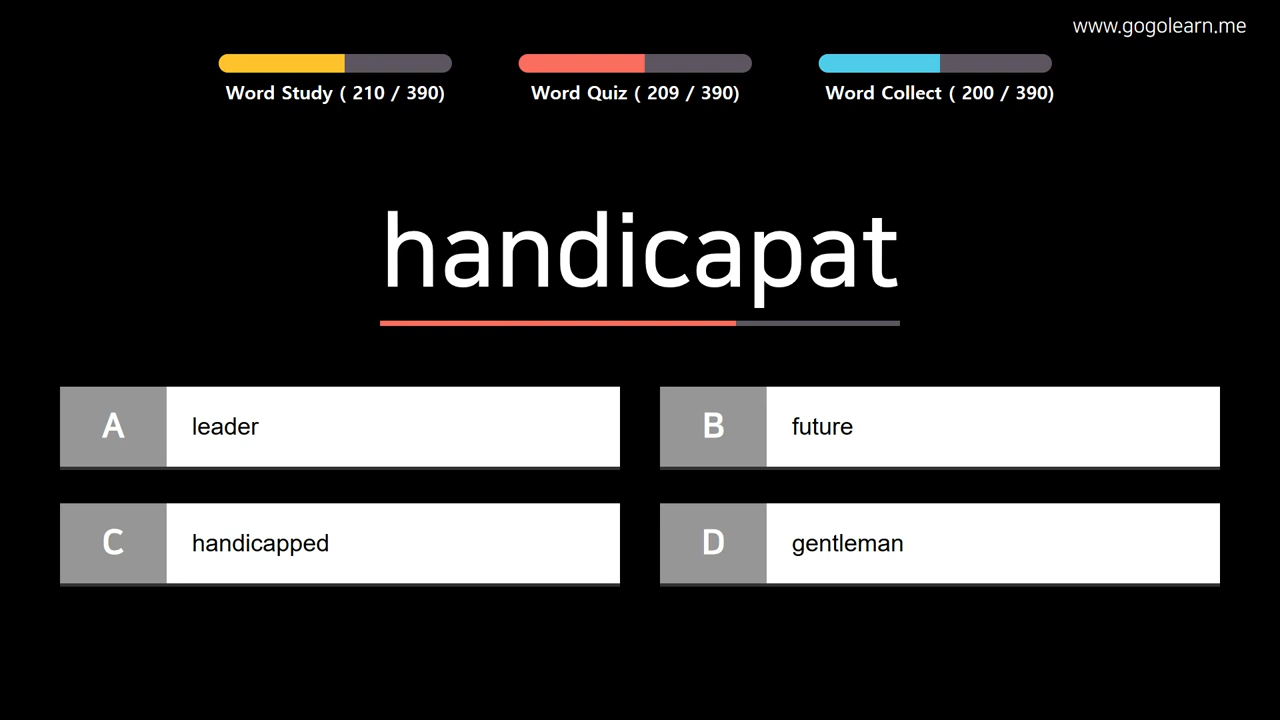 www.gogolearn.me
Word Study ( 210 / 390)
Word Quiz ( 209 / 390)
Word Collect ( 200 / 390)
handicapat
A leader
B future
C handicapped
D gentleman